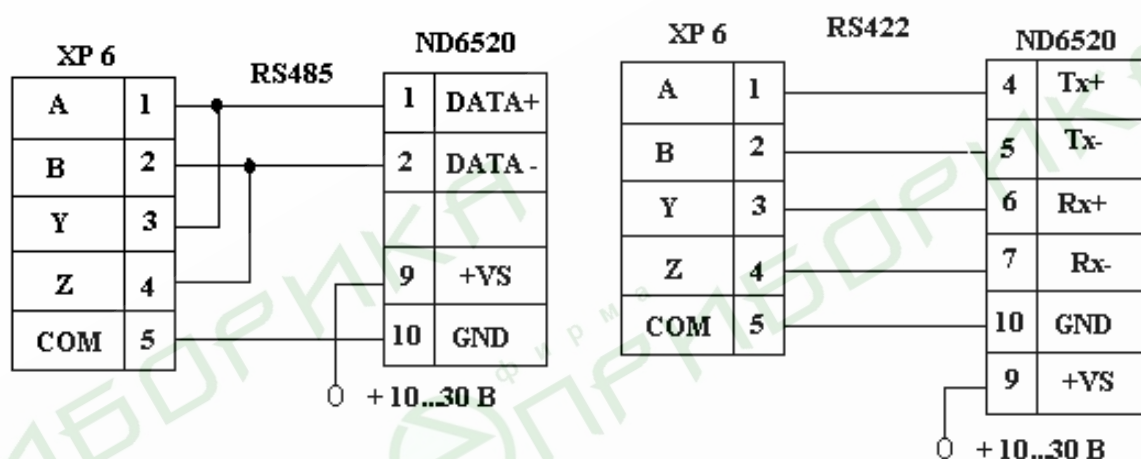 XP 6 RS485 ND6520
A 1 1 DATA+
B 2 2 DATA -
Y 3
Z 4 9 +VS
COM 5 10 GND
+ 10...30 В
XP 6 RS422 ND6520
A 1 4 Tx+
B 2 5 Tx-
Y 3 6 Rx+
Z 4 7 Rx-
COM 5 10 GND
9 +VS
+ 10...30 В
фирма
ПРИБОРИКА